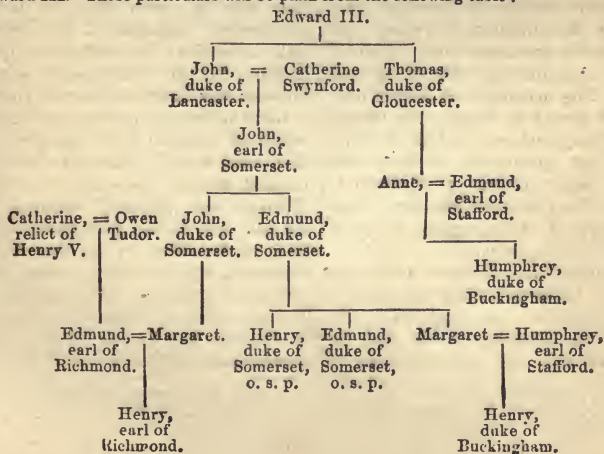 Edward III.
John, = Catherine Thomas,
duke of Swynford. duke of
Lancaster. Gloucester.
John,
earl of
Somerset.
Anne, = Edmund,
earl of
Stafford.
Catherine, = Owen John, Edmund,
relict of Tudor. duke of duke of
Henry V. Somerset. Somerset.
Humphrey,
duke of
Buckingham.
Edmund, = Margaret. Henry, Edmund, Margaret = Humphrey,
earl of duke of duke of earl of
Richmond. Somerset, Somerset, Stafford.
o. s. p. o. s. p.
Henry, Henry,
earl of duke of
Richmond. Buckingham.